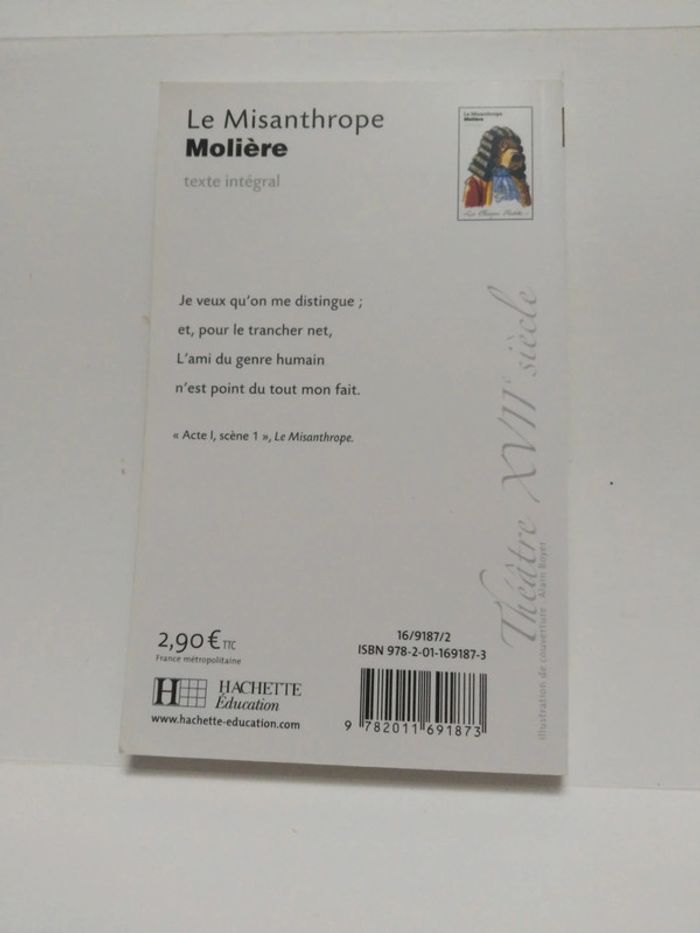 Le Misanthrope
Molière
texte intégral
Le Misanthrope
Molière
Je veux qu'on me distingue ;
et, pour le trancher net,
L'ami du genre humain
n'est point du tout mon fait.
« Acte I, scène 1 », Le Misanthrope.
Théâtre XVIIe siècle
Illustration de couverture : Alain Boyer
2,90 € TTC
France métropolitaine
HACHETTE
Éducation
www.hachette-education.com
16/9187/2
ISBN 978-2-01-169187-3
9 782011 691873